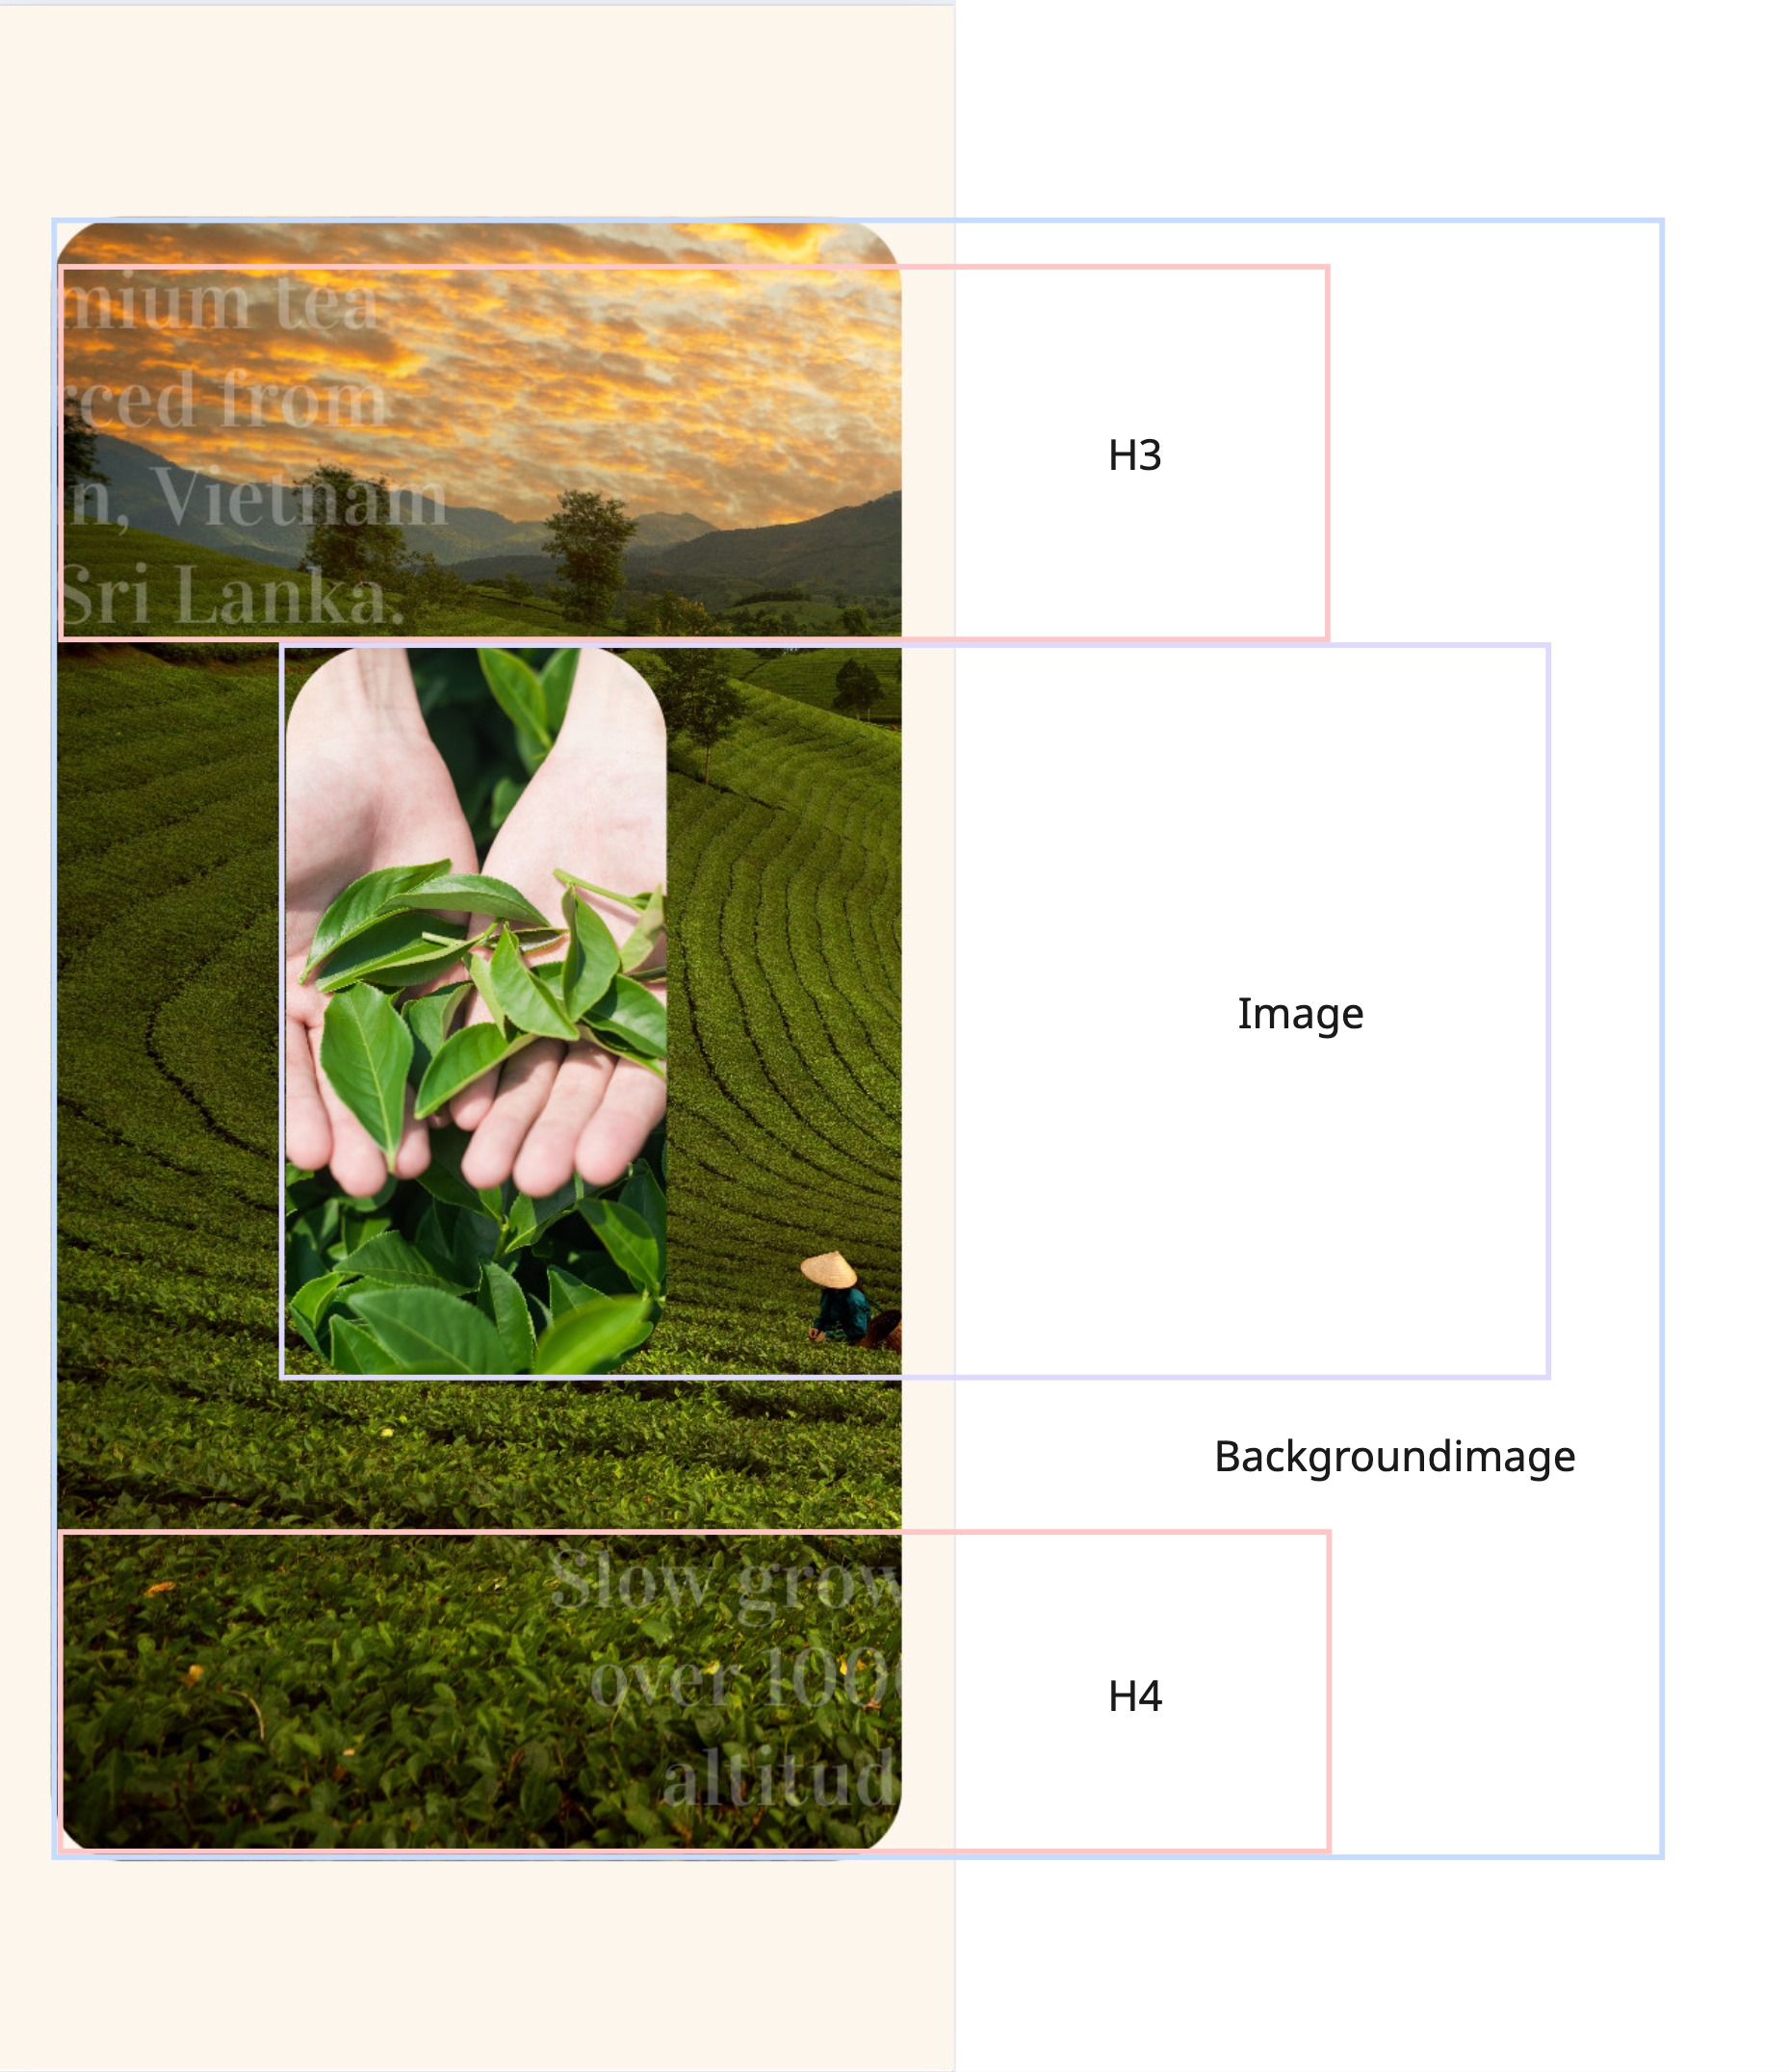 mium tea
rced from
n, Vietnam
Sri Lanka.
H3
Image
Backgroundimage
Slow grow
over 100
altitud
H4